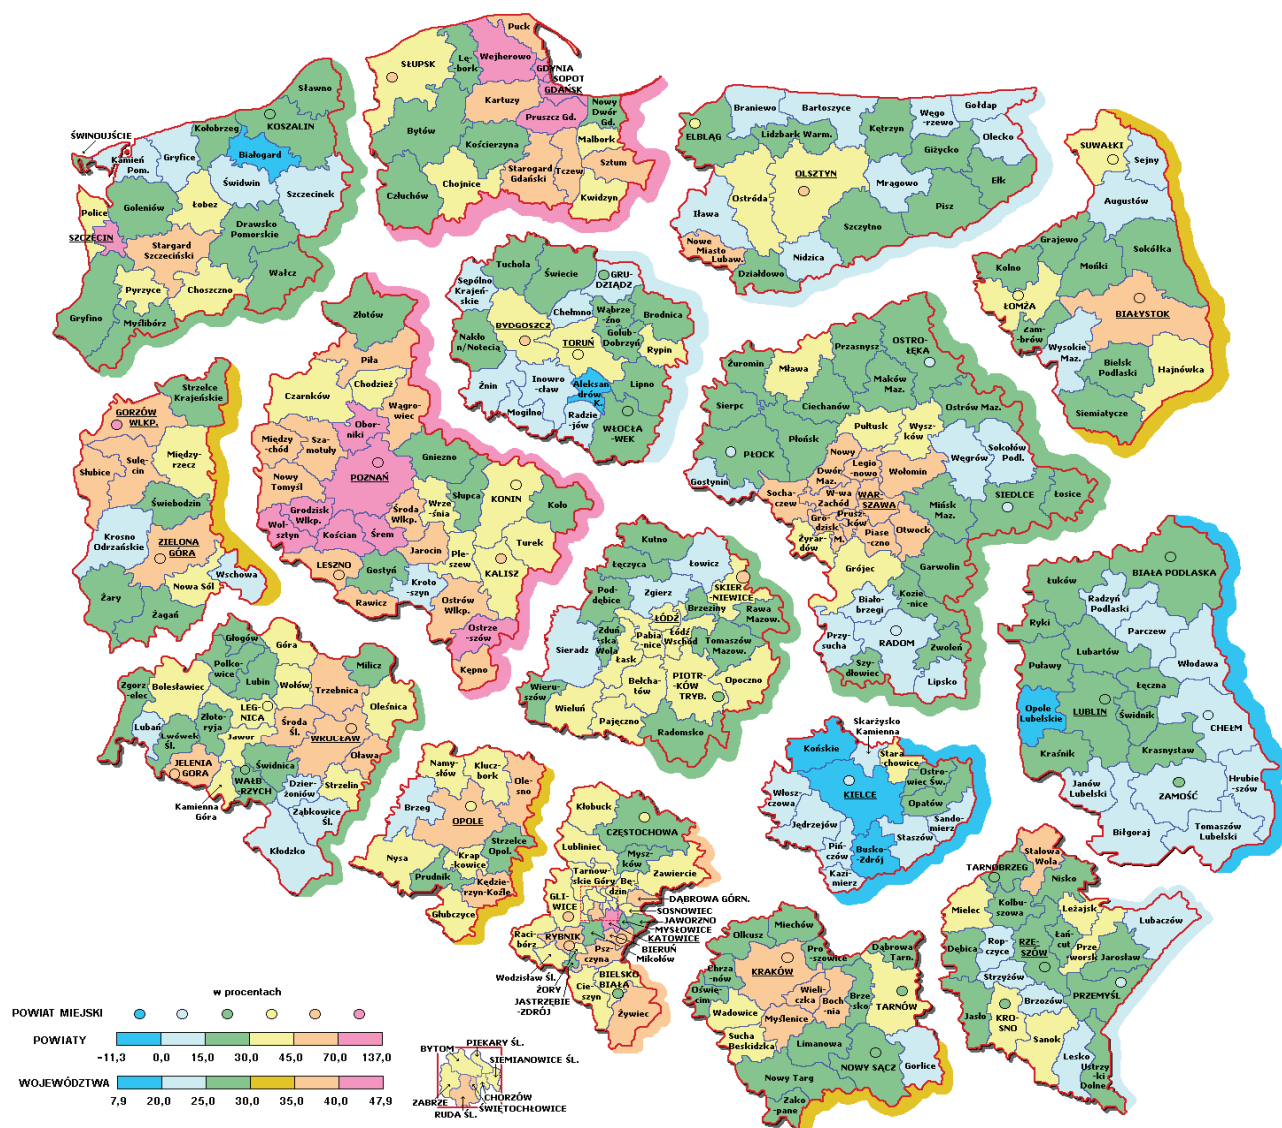 Sławno
KOSZALIN
Kołobrzeg
Białogard
ŚWINOUJŚCIE
Kamień
Pom.
Gryfice
Świdwin
Szczecinek
Police
Goleniów
Łobez
Drawsko
Pomorskie
SZCZECIN
Stargard
Szczeciński
Wałcz
Pyrzyce
Choszczno
Gryfino
Myślibórz
Puck
Wejherowo
Lę-
bork
SŁUPSK
GDYNIA
SOPOT
GDAŃSK
Kartuzy
Pruszcz Gd.
Nowy
Dwór
Gd.
Bytów
Kościerzyna
Malbork
Starogard
Gdański
Tczew
Sztum
Człuchów
Chojnice
Kwidzyn
Braniewo
Bartoszyce
Węgo
-rzewo
Gołdap
ELBLĄG
Lidzbark Warm.
Kętrzyn
Olecko
Giżycko
OLSZTYN
Mrągowo
Ełk
Iława
Ostróda
Pisz
Szczytno
Nowe
Miasto
Lubaw.
Nidzica
Działdowo
SUWAŁKI
Sejny
Augustów
Grajewo
Sokółka
Kolno
Mońki
ŁOMŻA
BIAŁYSTOK
Zam-
brów
Wysokie
Maz.
Bielsk
Podlaski
Hajnówka
Siemiatycze
Tuchola
Świecie
GRU-
DZIĄDZ
Sępólno
Krajeń-
skie
Chełmno
Wąbrze-
źno
Brodnica
BYDGOSZCZ
TORUŃ
Golub-
Dobrzyń
Rypin
Nakło
n/Notecią
Żnin
Inowro-
cław
Aleksan-
drów
K.
Lipno
Mogilno
Radzie-
jów
WŁOCŁA-
WEK
Złotów
Piła
Chodzież
Czarnków
Wągro-
wiec
Między
-chód
Sza-
motuły
Obor-
niki
Gniezno
Nowy
Tomyśl
POZNAŃ
Słupca
KONIN
Koło
Grodzisk
Wlkp.
Wol-
sztyn
Kościan
Śrem
Środa
Wlkp.
Wrze-
śnia
Turek
Jarocin
Ple-
szew
LESZNO
Gostyń
Kroto-
szyn
KALISZ
Rawicz
Ostrów
Wlkp.
Ostrze-
szów
Kępno
Strzelce
Krajeńskie
GORZÓW
WLKP.
Między-
rzecz
Słubice
Sulę-
cin
Świebodzin
Krosno
Odrzańskie
ZIELONA
GÓRA
Wschowa
Nowa Sól
Żary
Żagań
Przasnysz
OSTRO-
ŁĘKA
Żuromin
Mława
Maków
Maz.
Sierpc
Ciechanów
Ostrów Maz.
Pułtusk
Wysz-
ków
Płońsk
PŁOCK
Gostynin
Nowy
Dwór
Maz.
Legio-
nowo
Wołomin
Węgrów
Sokołów
Podl.
Socha-
czew
W-wa
Zachód
WAR-
SZAWA
Mińsk
Maz.
SIEDLCE
Łosice
Gro-
dzisk
M.
Prusz-
ków
Otwock
Piase-
czno
Żyrar-
dów
Grójec
Garwolin
Kozie-
nice
Biało-
brzegi
Przy-
sucha
RADOM
Zwoleń
Szy-
dłowiec
Lipsko
Kutno
Łęczyca
Łowicz
Pod-
dębice
Zgierz
SKIER-
NIEWICE
Brzeziny
Rawa
Mazow.
ŁÓDŹ
Łódź
Wschód
Pabia
-nice
Zduń
-ska
Wola
Sieradz
Łask
Tomaszów
Mazow.
PIOTR-
KÓW
TRYB.
Bełcha-
tów
Opoczno
Wieru-
szów
Wieluń
Pajęczno
Radomsko
BIAŁA PODLASKA
Łuków
Radzyń
Podlaski
Ryki
Parczew
Lubartów
Włodawa
Puławy
Łęczna
Opole
Lubelskie
LUBLIN
Świdnik
CHEŁM
Krasnystaw
Kraśnik
Janów
Lubelski
ZAMOŚĆ
Hrubie-
szów
Biłgoraj
Tomaszów
Lubelski
Głogów
Góra
Polko-
wice
Milicz
Zgorz-
elec
Bolesławiec
Lubin
Wołów
Trzebnica
Oleśnica
LEG-
NICA
Lubań
Złoto-
ryja
Lwówek
Śl.
Środa
Śl.
WROCŁAW
Jawor
Oława
JELENIA
GORA
Świdnica
WAŁB
-RZYCH
Strzelin
Dzier-
żoniów
Kamienna
Góra
Ząbkowice
Śl.
Kłodzko
Namy-
słów
Klucz-
bork
Ole-
sno
Brzeg
OPOLE
Strzelce
Opol.
Nysa
Krap-
kowice
Prudnik
Kędzie-
rzyn-Koźle
Głubczyce
Kłobuck
CZĘSTOCHOWA
Lubliniec
Mysz-
ków
Tarnow
-skie Góry
Bę-
dzin
Zawiercie
GLI-
WICE
DĄBROWA GÓRN.
SOSNOWIEC
JAWORZNO
MYSŁOWICE
KATOWICE
BIERUŃ
Mikołów
Raci-
bórz
RYBNIK
Psz-
czyna
Wodzisław Śl.
ŻORY
JASTRZĘBIE
-ZDRÓJ
BIELSKO
BIAŁA
Cie-
szyn
Żywiec
Skarżysko
Kamienna
Końskie
Stara
chowice
Ostro-
wiec Św.
KIELCE
Włosz-
czowa
Opatów
Jędrzejów
Sando-
mierz
Staszów
Piń-
czów
Busko-
Zdrój
Kazi-
mierz
Miechów
Olkusz
Pro-
szowice
Dąbrowa
Tarn.
Chrza-
nów
Oświę-
cim
KRAKÓW
Wieli-
czka
Boch
-nia
Brze-
sko
TARNÓW
Wadowice
Myślenice
Sucha
Beskidzka
Limanowa
NOWY SĄCZ
Gorlice
Nowy Targ
Zako-
pane
Stalowa
Wola
TARNOBRZEG
Nisko
Kolbu-
szowa
Mielec
Leżajsk
Lubaczów
Dębica
Rop-
czyce
RZE-
SZÓW
Łań-
cut
Prze-
worsk
Jarosław
Strzyżów
PRZEMYŚL
Brzozów
Jasło
KRO-
SNO
Sanok
Lesko
Ustrzy-
ki
Dolne
w procentach
POWIAT MIEJSKI
POWIATY
-11,3 0,0 15,0 30,0 45,0 70,0 137,0
WOJEWÓDZTWA
7,9 20,0 25,0 30,0 35,0 40,0 47,9
PIEKARY ŚL.
BYTOM
SIEMIANOWICE ŚL.
CHORZÓW
ZABRZE
ŚWIĘTOCHŁOWICE
RUDA ŚL.